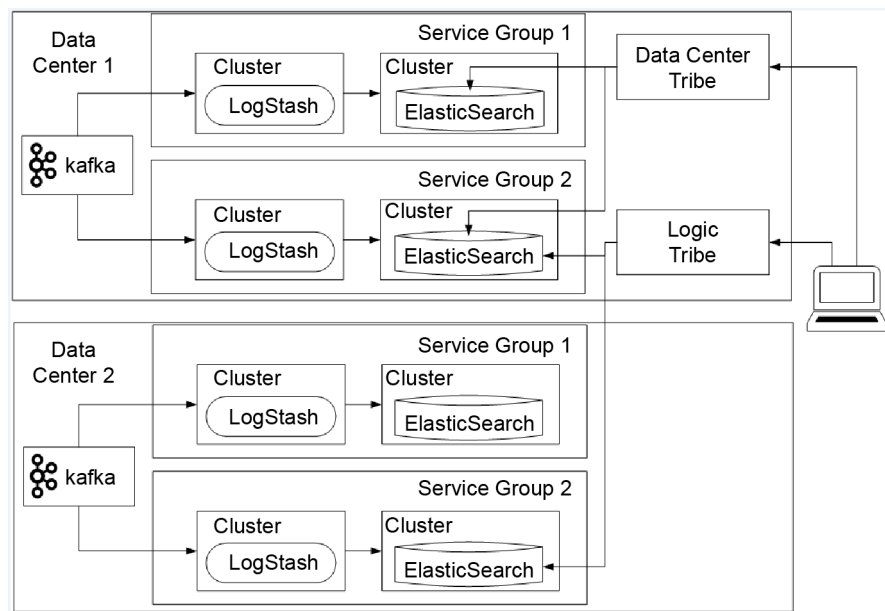 Data
Center 1
Service Group 1
Cluster
LogStash
Cluster
ElasticSearch
Data Center
Tribe
kafka
Service Group 2
Cluster
LogStash
Cluster
ElasticSearch
Logic
Tribe
Data
Center 2
Service Group 1
Cluster
LogStash
Cluster
ElasticSearch
kafka
Service Group 2
Cluster
LogStash
Cluster
ElasticSearch